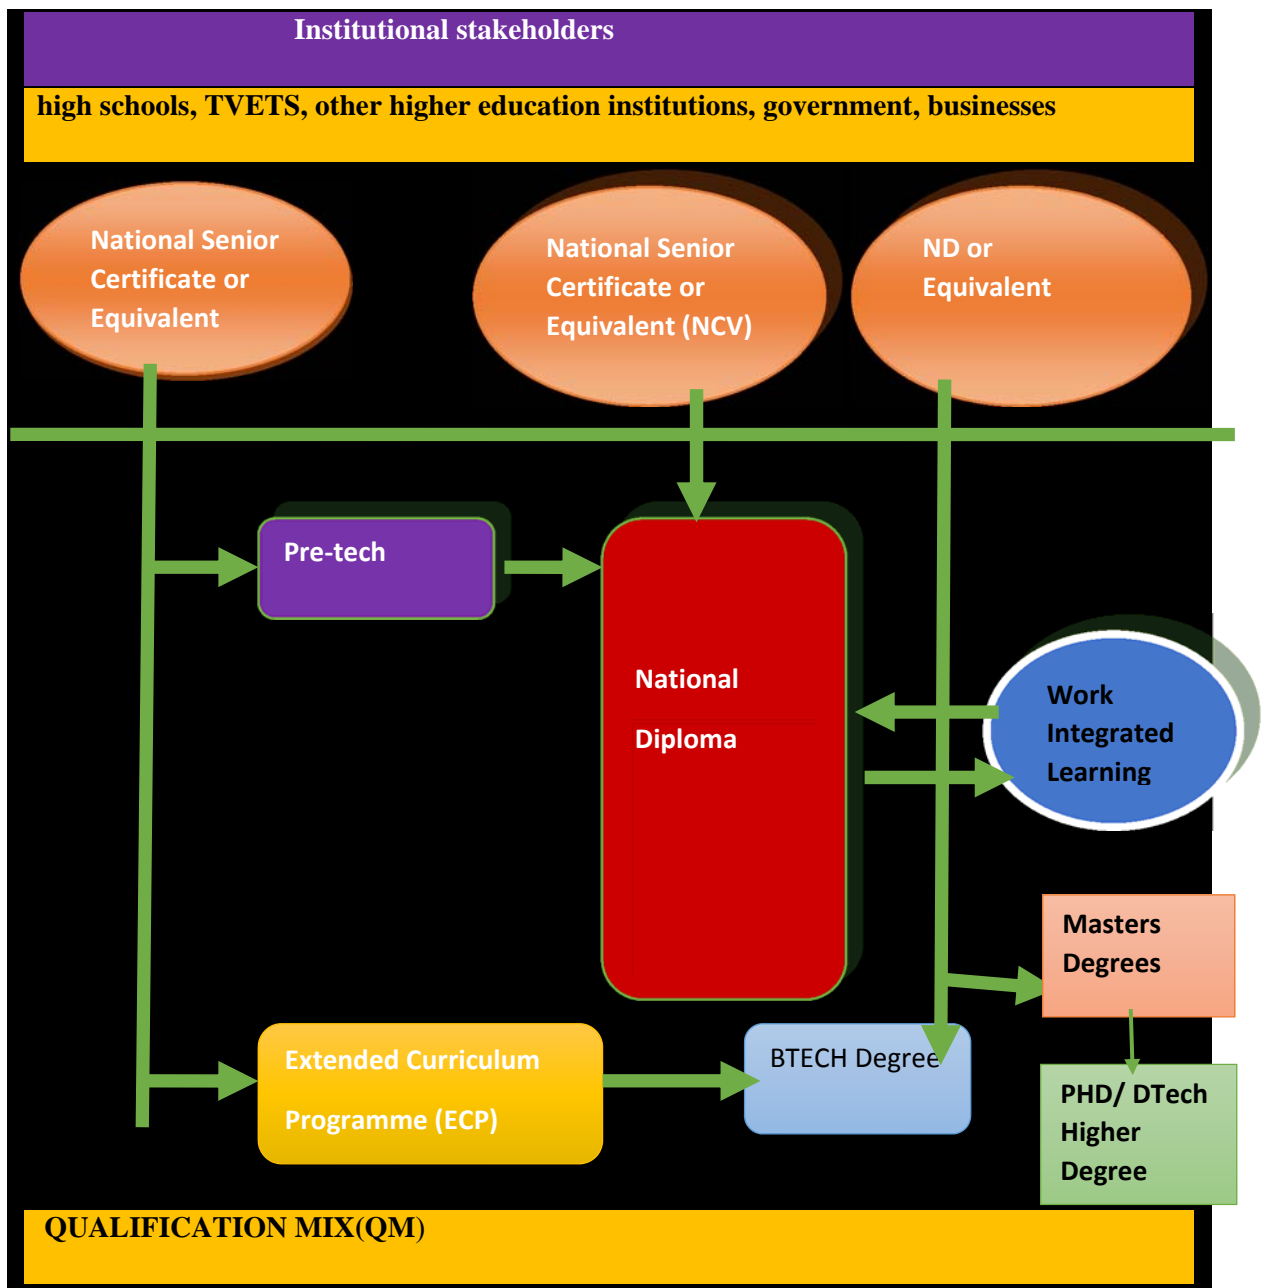 Institutional stakeholders
high schools, TVETS, other higher education institutions, government, businesses
National Senior
Certificate or
Equivalent
National Senior
Certificate or
Equivalent (NCV)
ND or
Equivalent
Pre-tech
National
Diploma
Work
Integrated
Learning
Masters
Degrees
Extended Curriculum
Programme (ECP)
BTECH Degree
PHD/ DTech
Higher
Degree
QUALIFICATION MIX(QM)